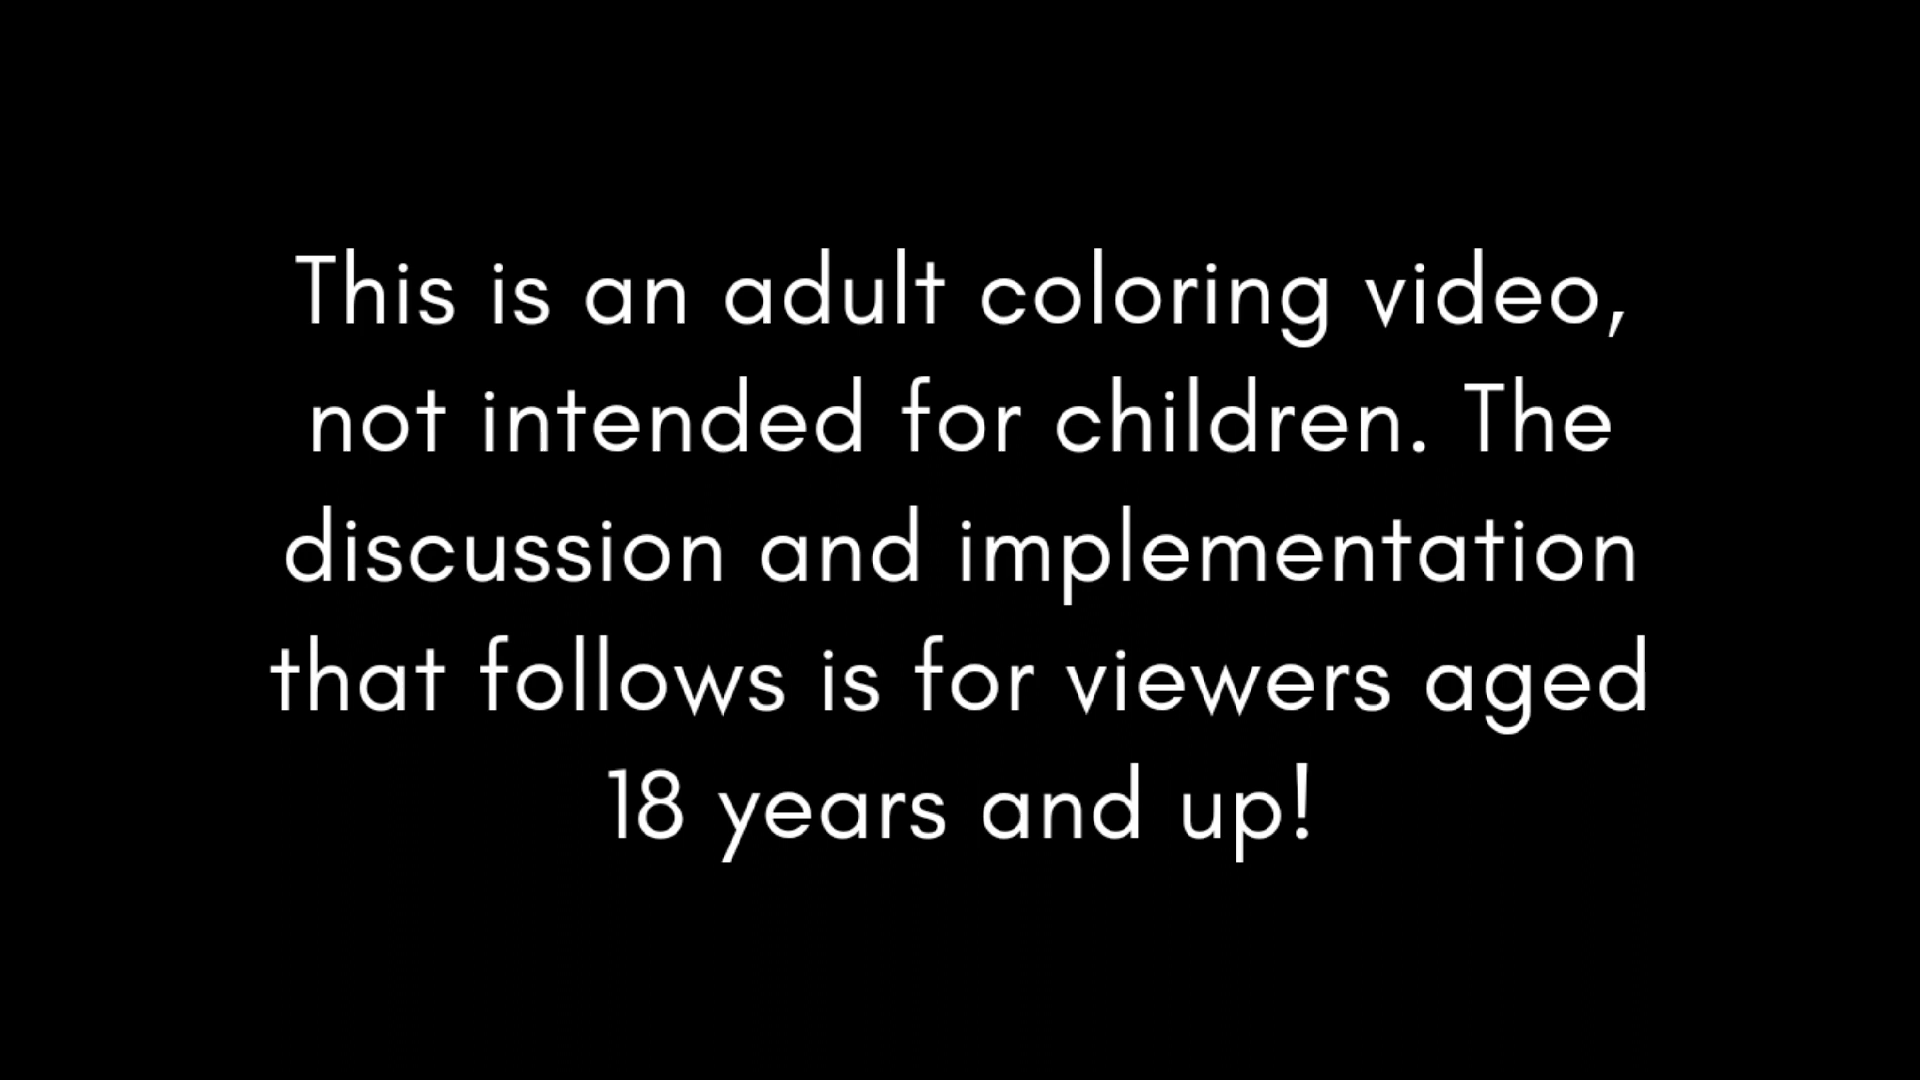 This is an adult coloring video,
not intended for children. The
discussion and implementation
that follows is for viewers aged
18 years and up!